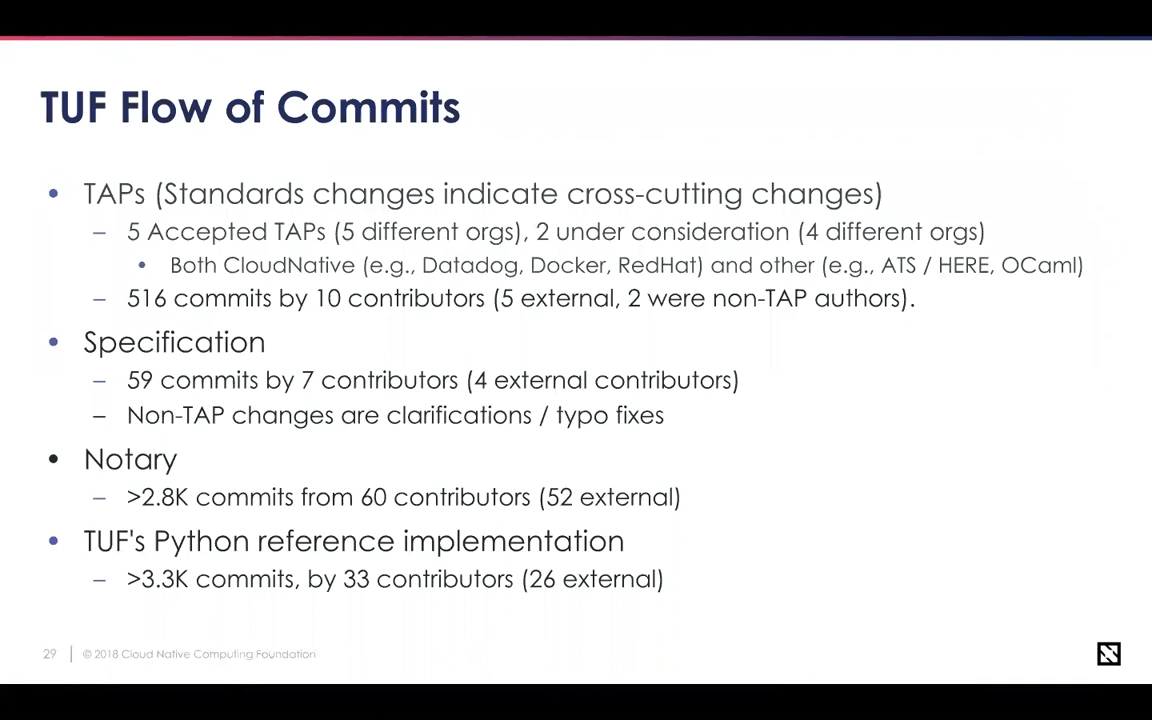 TUF Flow of Commits
• TAPs (Standards changes indicate cross-cutting changes)
– 5 Accepted TAPs (5 different orgs), 2 under consideration (4 different orgs)
• Both CloudNative (e.g., Datadog, Docker, RedHat) and other (e.g., ATS / HERE, OCaml)
– 516 commits by 10 contributors (5 external, 2 were non-TAP authors).
• Specification
– 59 commits by 7 contributors (4 external contributors)
– Non-TAP changes are clarifications / typo fixes
• Notary
– >2.8K commits from 60 contributors (52 external)
• TUF's Python reference implementation
– >3.3K commits, by 33 contributors (26 external)
29 | © 2018 Cloud Native Computing Foundation